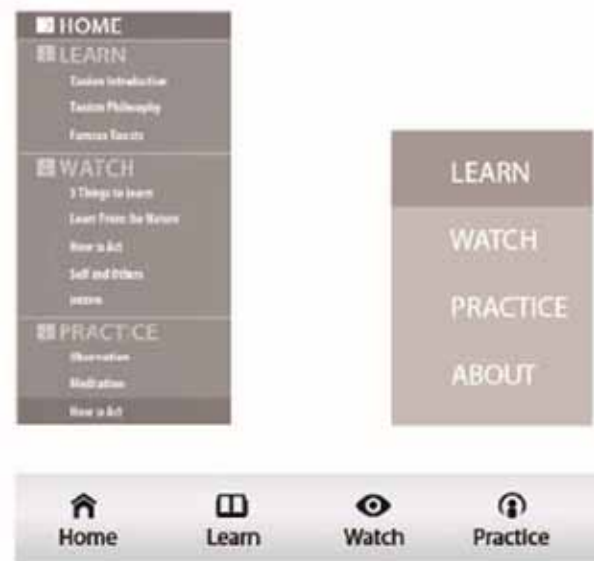 HOME
LEARN
Taoism Introduction
Taoism Philosophy
Famous Taoists
WATCH
3 Things to learn
Learn From the Nature
How to Act
Self and Others
PRACTICE
Observation
Meditation
How to Act
LEARN
WATCH
PRACTICE
ABOUT
Home
Learn
Watch
Practice